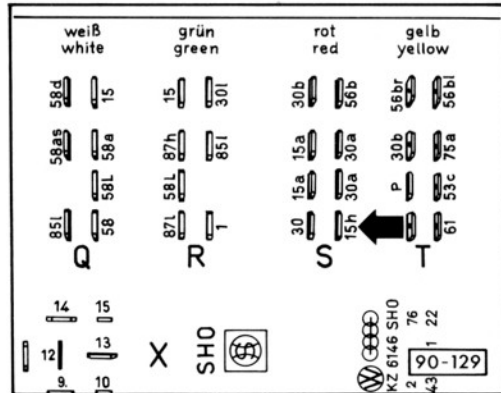 weiß grün rot gelb
white green red yellow
58d 15 15 30l 30b 56b 56br 56bl
58as 58a 87h 85l 15a 30a 30b 75a
58L 58L 15a 30a P 53c
85l 58 87l 1 30 15h 61
Q R S T
14 15
12 13
9. 10
X
SHO
KZ 6146 SHO
2 76
43 1 22
90-129